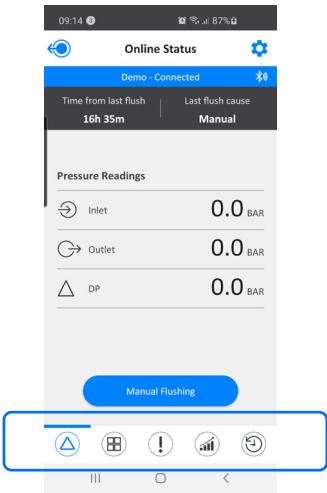 09:14 3 87%
Online Status
Demo - Connected
Time from last flush Last flush cause
16h 35m Manual
Pressure Readings
Inlet 0.0 BAR
Outlet 0.0 BAR
DP 0.0 BAR
Manual Flushing